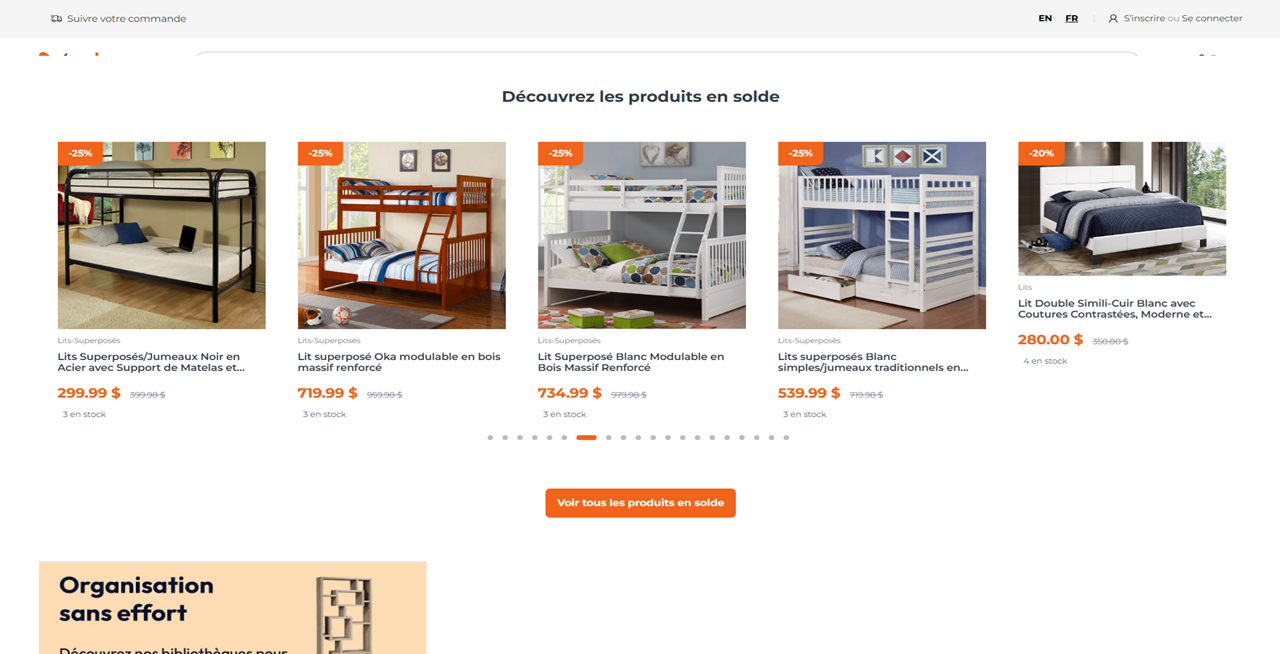 Suivre votre commande
EN FR | S'inscrire ou Se connecter
Découvrez les produits en solde
-25%
-25%
-25%
-25%
-20%
Lits-Superposés
Lits Superposés/Jumeaux Noir en
Acier avec Support de Matelas et...
299.99 $ 399.98 $
3 en stock
Lits-Superposés
Lit superposé Oka modulable en bois
massif renforcé
719.99 $ 959.98 $
3 en stock
Lits-Superposés
Lit Superposé Blanc Modulable en
Bois Massif Renforcé
734.99 $ 979.98 $
3 en stock
Lits-Superposés
Lits superposés Blanc
simples/jumeaux traditionnels en...
539.99 $ 719.98 $
3 en stock
Lits
Lit Double Simili-Cuir Blanc avec
Coutures Contrastées, Moderne et...
280.00 $ 350.00 $
4 en stock
Voir tous les produits en solde
Organisation
sans effort
Découvrez nos bibliothèques pour